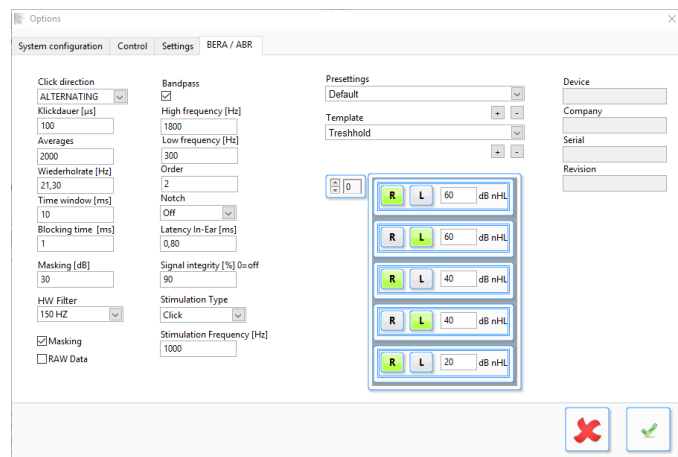 Options
System configuration
Control
Settings
BERA / ABR
Click direction
ALTERNATING
Klickdauer [µs]
100
Averages
2000
Wiederholrate [Hz]
21,30
Time window [ms]
10
Blocking time [ms]
1
Masking [dB]
30
HW Filter
150 HZ
Masking
RAW Data
Bandpass
High frequency [Hz]
1800
Low frequency [Hz]
300
Order
2
Notch
Off
Latency In-Ear [ms]
0,80
Signal integrity [%] 0=off
90
Stimulation Type
Click
Stimulation Frequency [Hz]
1000
Presettings
Default
+ -
Template
Treshhold
+ -
0
R L 60 dB nHL
R L 60 dB nHL
R L 40 dB nHL
R L 40 dB nHL
R L 20 dB nHL
Device
Company
Serial
Revision